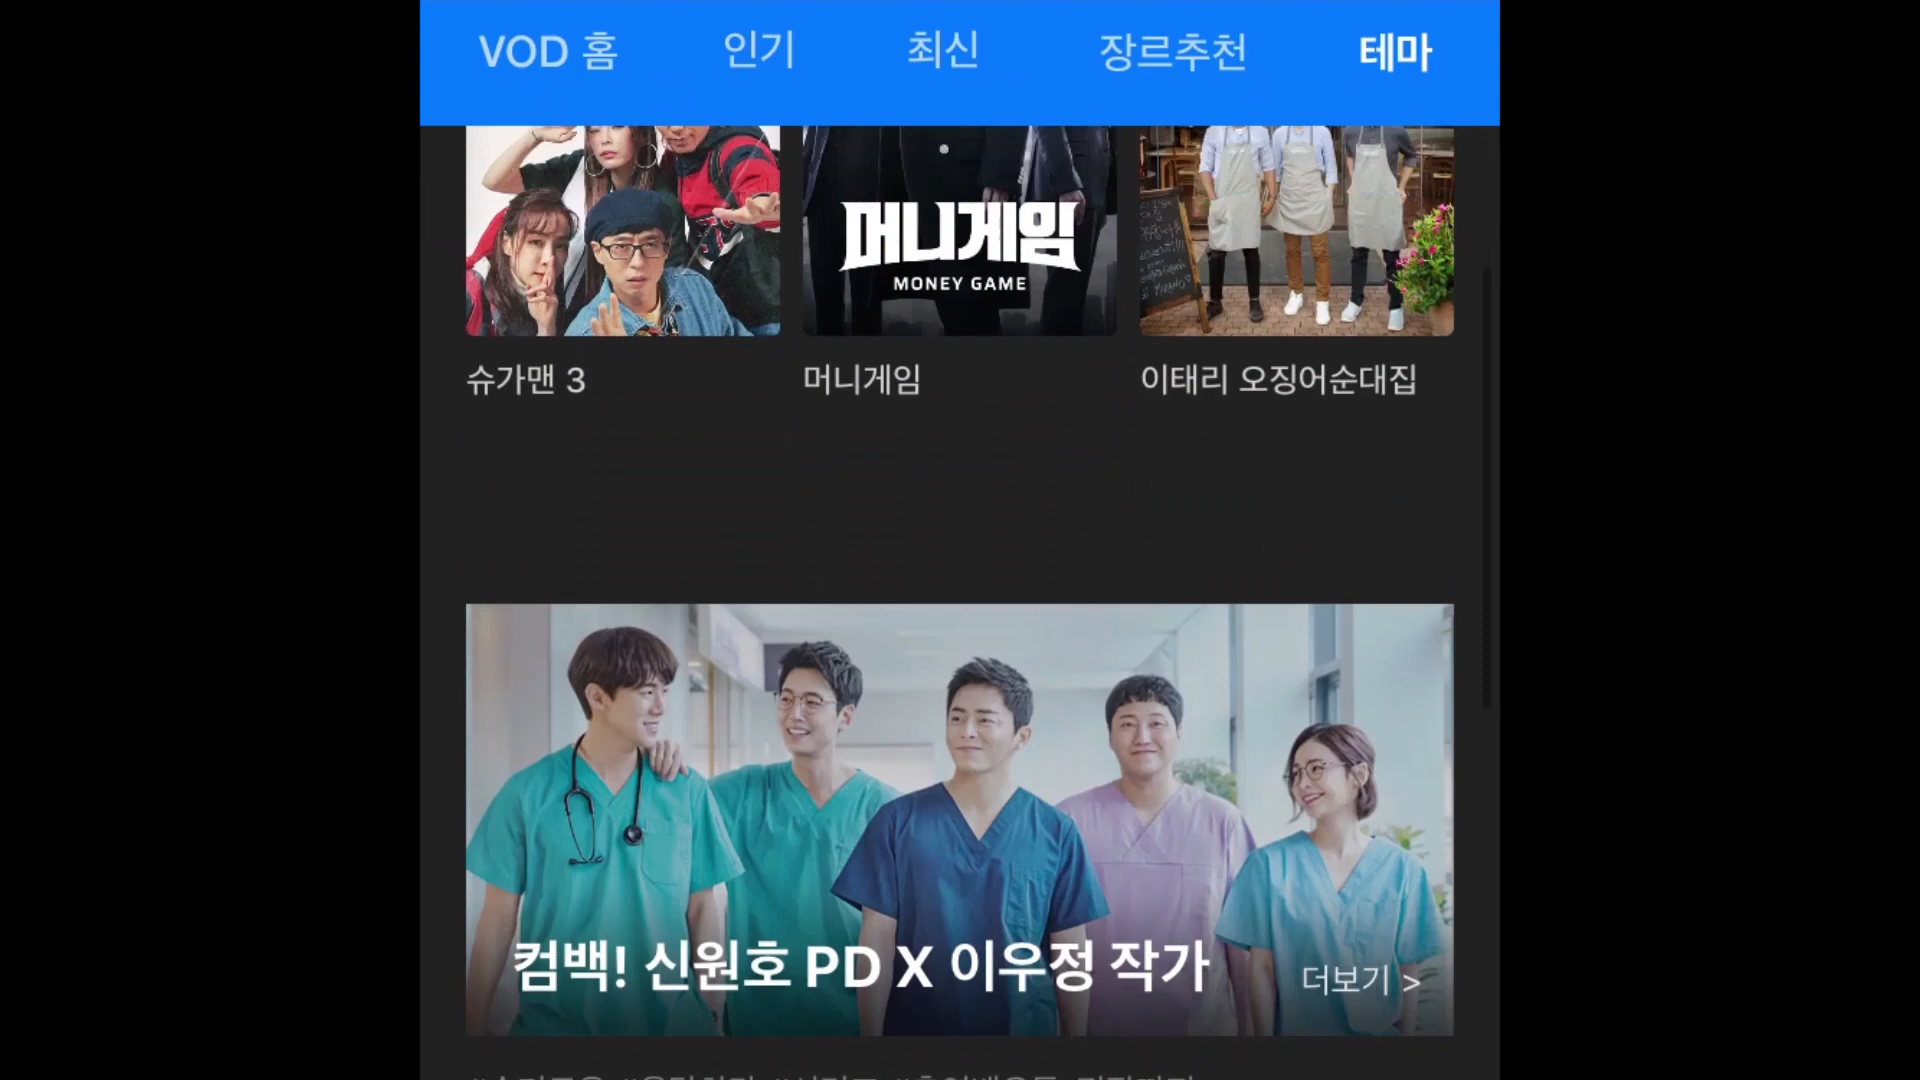 VOD 홈 인기 최신 장르추천 테마
머니게임
MONEY GAME
슈가맨 3 머니게임 이태리 오징어순대집
컴백! 신원호 PD X 이우정 작가
더보기 >